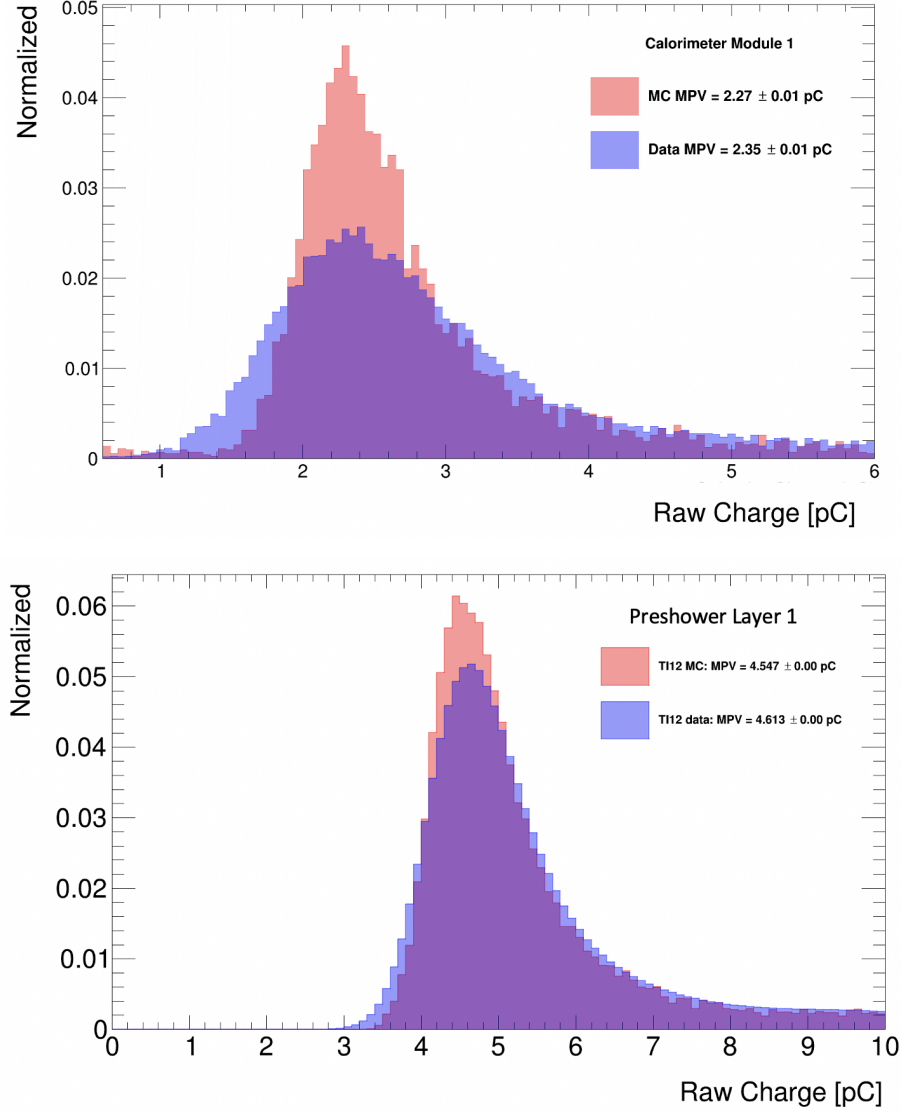 Normalized
0.05
0.04
0.03
0.02
0.01
0
Calorimeter Module 1
MC MPV = 2.27 ± 0.01 pC
Data MPV = 2.35 ± 0.01 pC
1 2 3 4 5 6
Raw Charge [pC]
Normalized
0.06
0.05
0.04
0.03
0.02
0.01
0
Preshower Layer 1
TI12 MC: MPV = 4.547 ± 0.00 pC
TI12 data: MPV = 4.613 ± 0.00 pC
0 1 2 3 4 5 6 7 8 9 10
Raw Charge [pC]